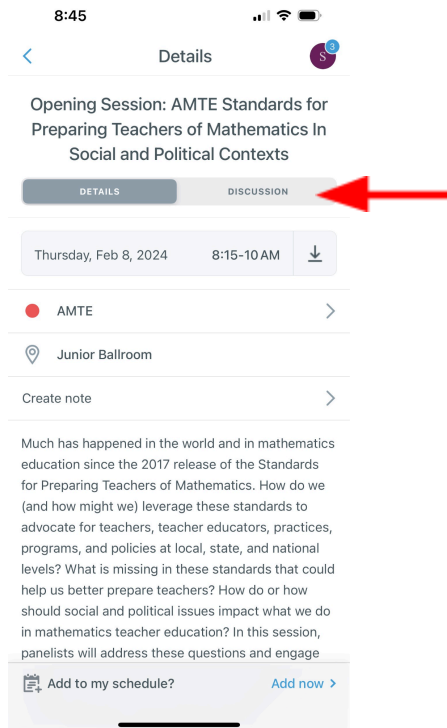 8:45
Details
S
3
Opening Session: AMTE Standards for
Preparing Teachers of Mathematics In
Social and Political Contexts
DETAILS
DISCUSSION
Thursday, Feb 8, 2024
8:15-10 AM
AMTE
Junior Ballroom
Create note
Much has happened in the world and in mathematics
education since the 2017 release of the Standards
for Preparing Teachers of Mathematics. How do we
(and how might we) leverage these standards to
advocate for teachers, teacher educators, practices,
programs, and policies at local, state, and national
levels? What is missing in these standards that could
help us better prepare teachers? How do or how
should social and political issues impact what we do
in mathematics teacher education? In this session,
panelists will address these questions and engage
Add to my schedule?
Add now